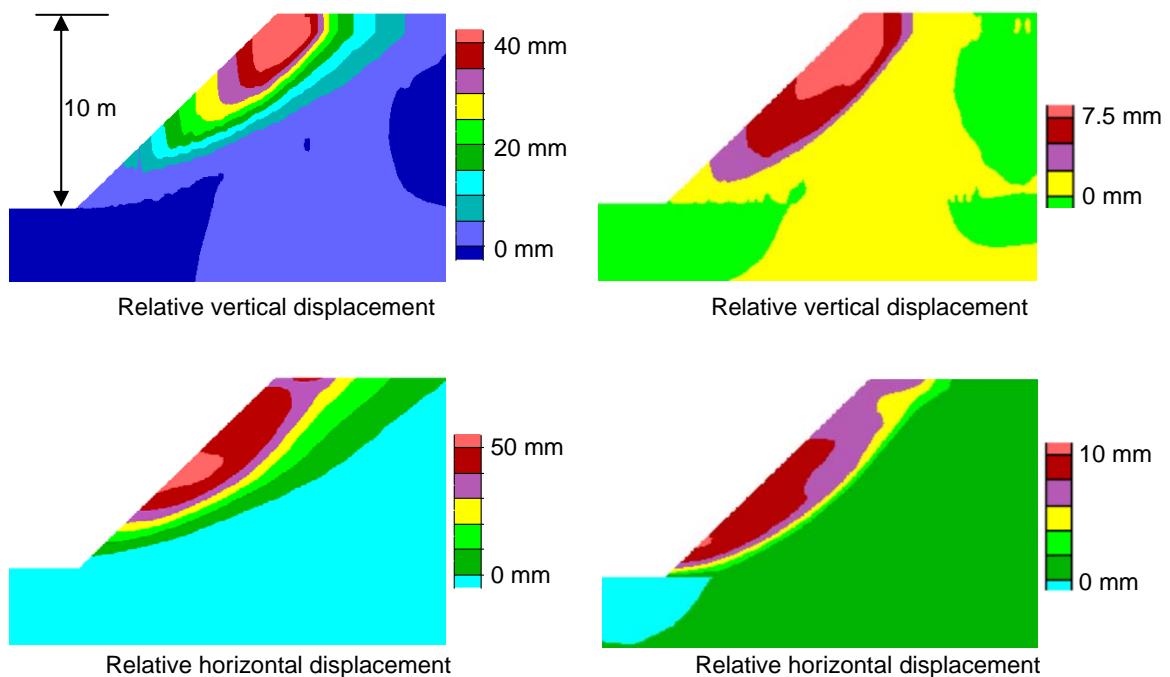 10 m
40 mm
20 mm
0 mm
Relative vertical displacement
7.5 mm
0 mm
Relative vertical displacement
50 mm
0 mm
Relative horizontal displacement
10 mm
0 mm
Relative horizontal displacement